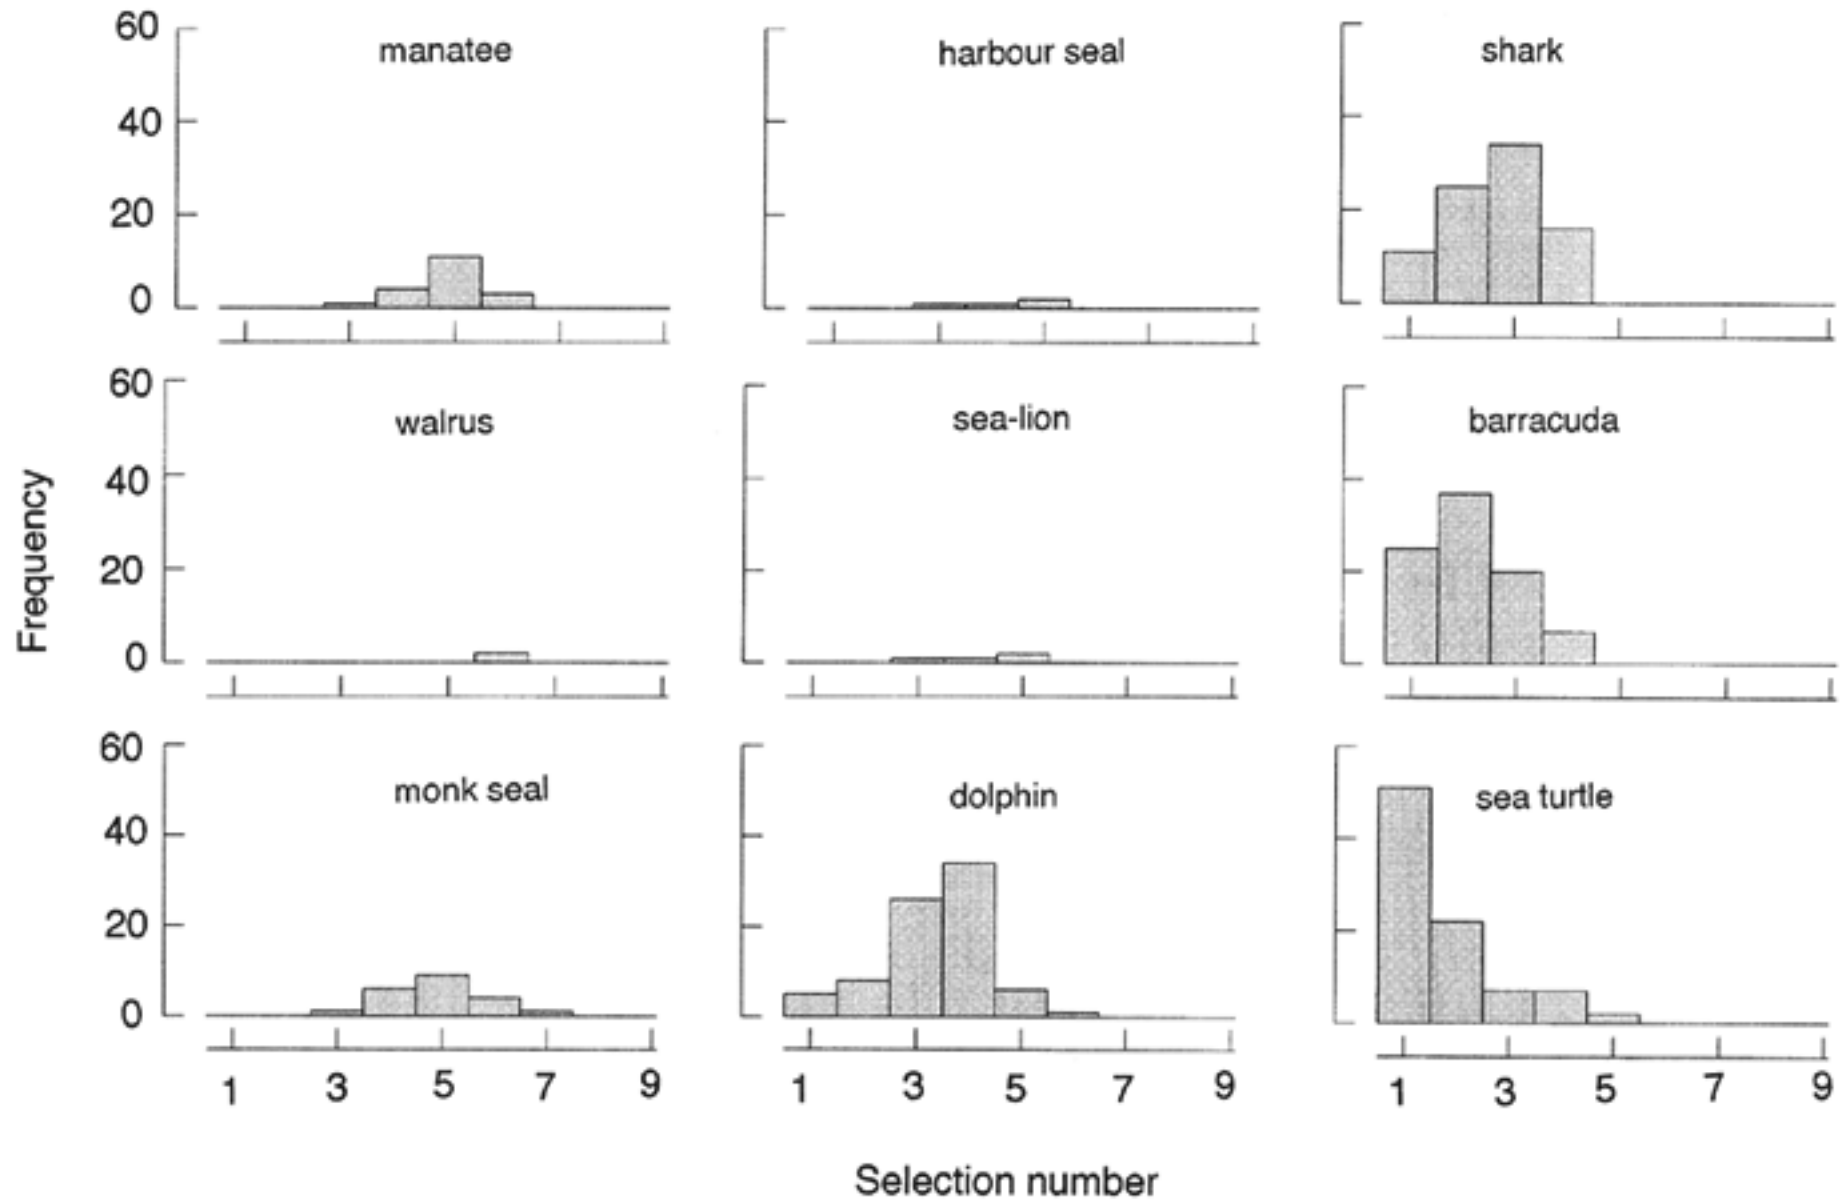 60
40
20
0
manatee
harbour seal
shark
60
40
20
0
walrus
sea-lion
barracuda
60
40
20
0
monk seal
dolphin
sea turtle
1 3 5 7 9
1 3 5 7 9
1 3 5 7 9
Frequency
Selection number